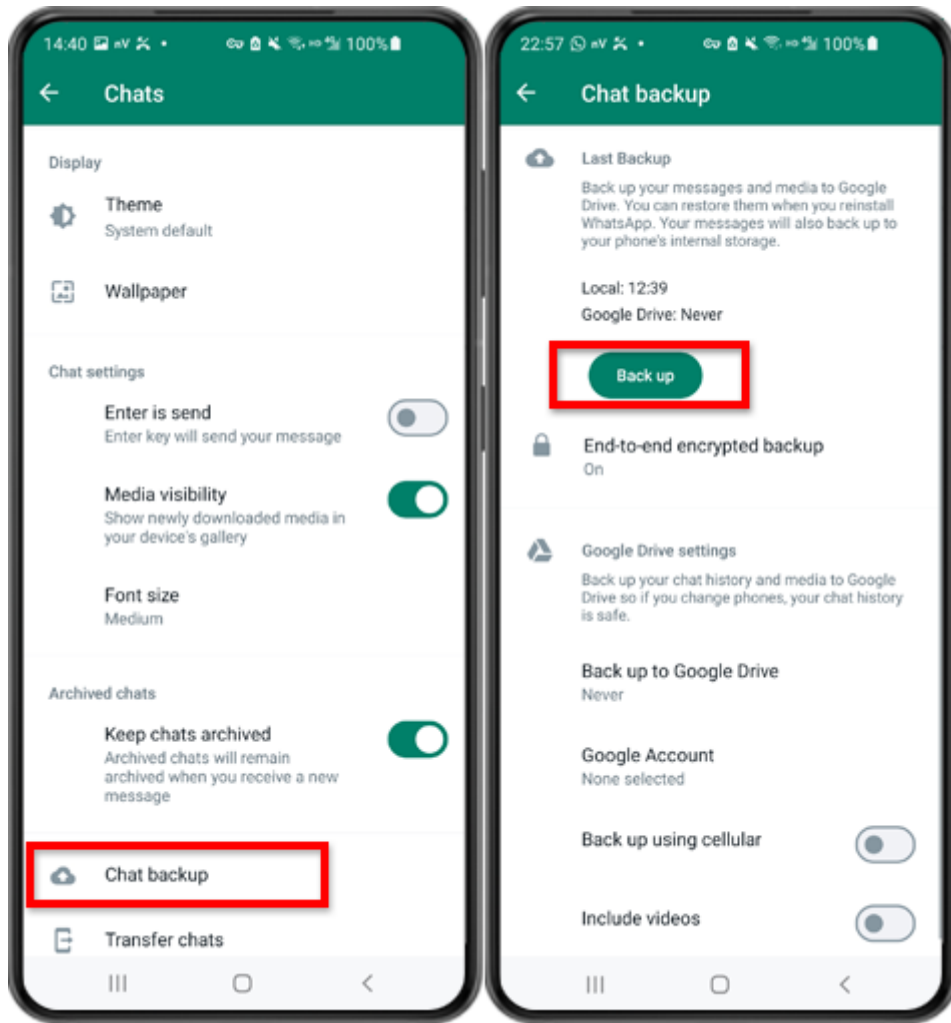 14:40
100%
Chats
Display
Theme
System default
Wallpaper
Chat settings
Enter is send
Enter key will send your message
Media visibility
Show newly downloaded media in
your device's gallery
Font size
Medium
Archived chats
Keep chats archived
Archived chats will remain
archived when you receive a new
message
Chat backup
Transfer chats
22:57
100%
Chat backup
Last Backup
Back up your messages and media to Google
Drive. You can restore them when you reinstall
WhatsApp. Your messages will also back up to
your phone's internal storage.
Local: 12:39
Google Drive: Never
Back up
End-to-end encrypted backup
On
Google Drive settings
Back up your chat history and media to Google
Drive so if you change phones, your chat history
is safe.
Back up to Google Drive
Never
Google Account
None selected
Back up using cellular
Include videos